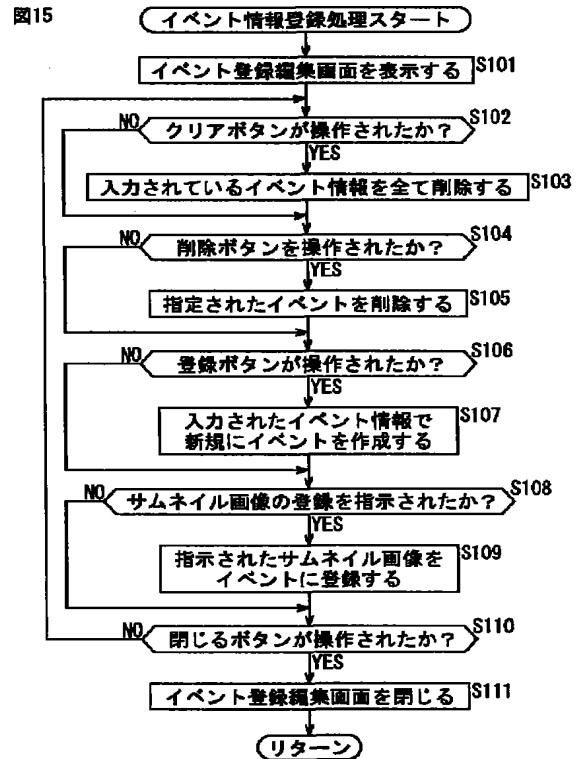 図15
イベント情報登録処理スタート
イベント登録編集画面を表示する S101
NO クリアボタンが操作されたか? S102
YES
入力されているイベント情報を全て削除する S103
NO 削除ボタンを操作されたか? S104
YES
指定されたイベントを削除する S105
NO 登録ボタンが操作されたか? S106
YES
入力されたイベント情報で S107
新規にイベントを作成する
NO サムネイル画像の登録を指示されたか? S108
YES
指示されたサムネイル画像を S109
イベントに登録する
NO 閉じるボタンが操作されたか? S110
YES
イベント登録編集画面を閉じる S111
リターン